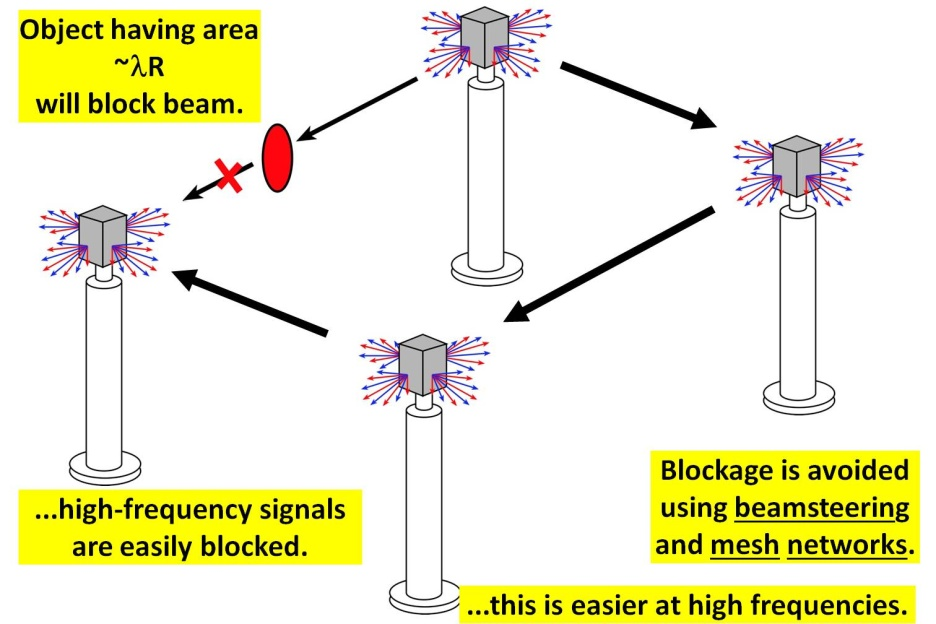 Object having area
~λR
will block beam.
...high-frequency signals
are easily blocked.
Blockage is avoided
using beamsteering
and mesh networks.
...this is easier at high frequencies.